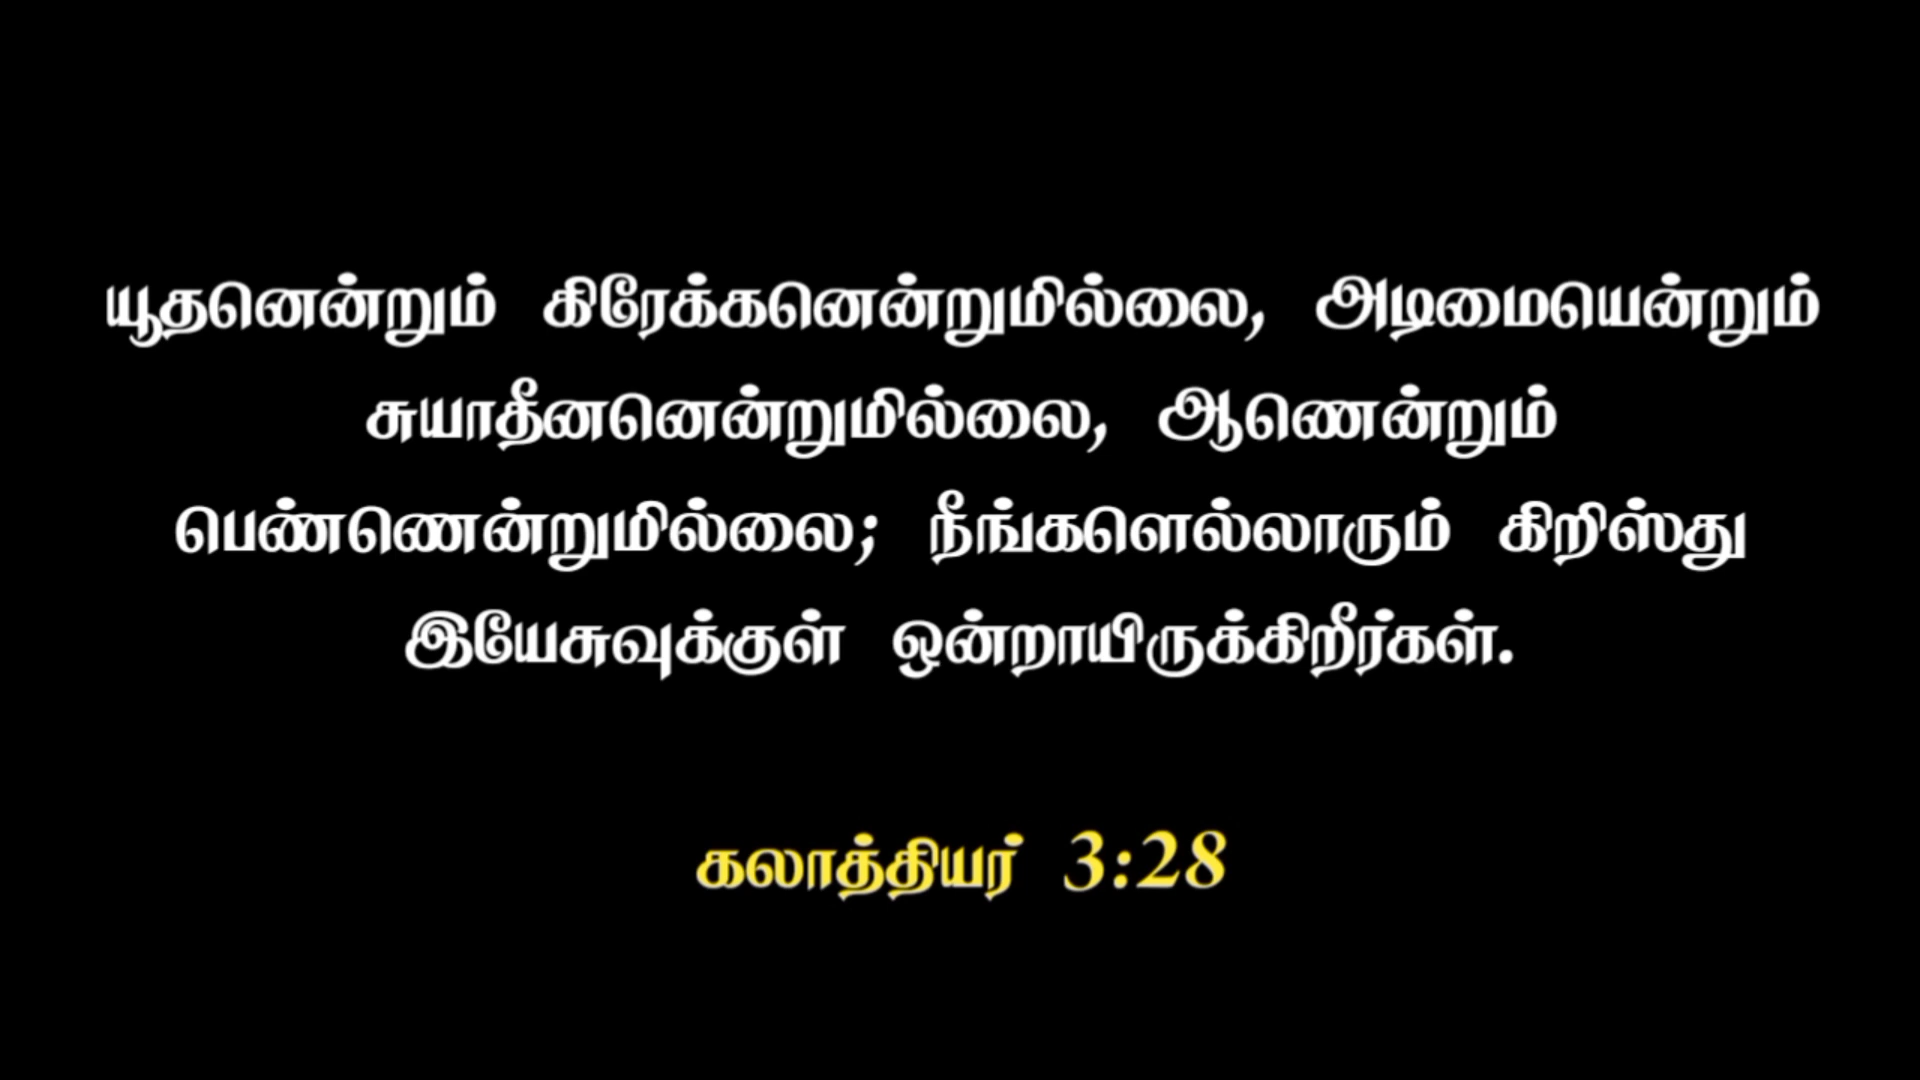 யூதனென்றும் கிரேக்கனென்றுமில்லை, அடிமையென்றும்
சுயாதீனனென்றுமில்லை, ஆணென்றும்
பெண்ணென்றுமில்லை; நீங்களெல்லாரும் கிறிஸ்து
இயேசுவுக்குள் ஒன்றாயிருக்கிறீர்கள்.
கலாத்தியர் 3:28